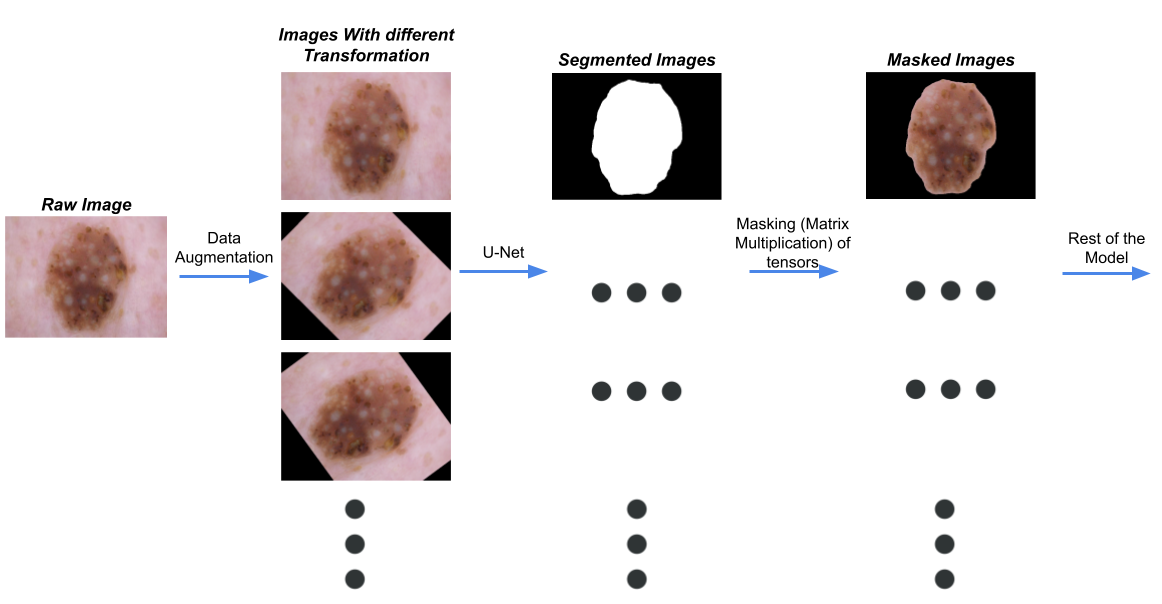 Raw Image
Data
Augmentation
Images With different
Transformation
U-Net
Segmented Images
Masking (Matrix
Multiplication) of
tensors
Masked Images
Rest of the
Model